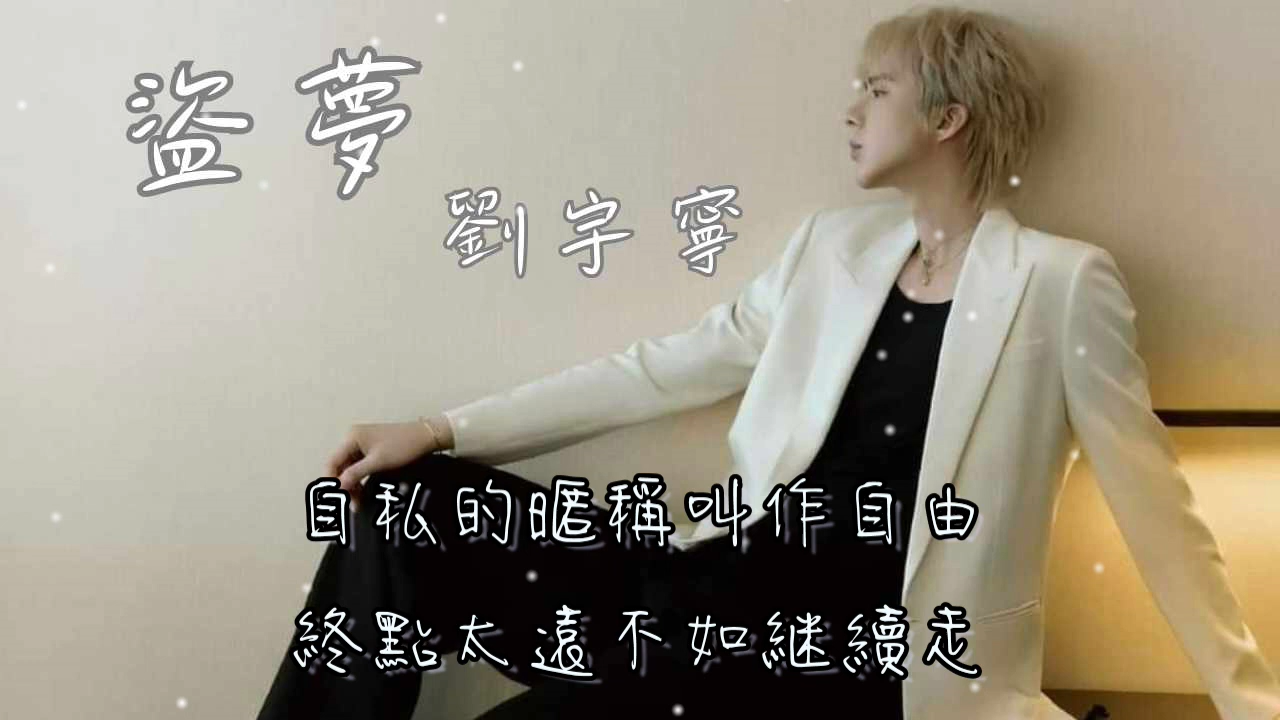 盜夢
劉宇寧
自私的暱稱叫作自由
終點太遠不如継續走